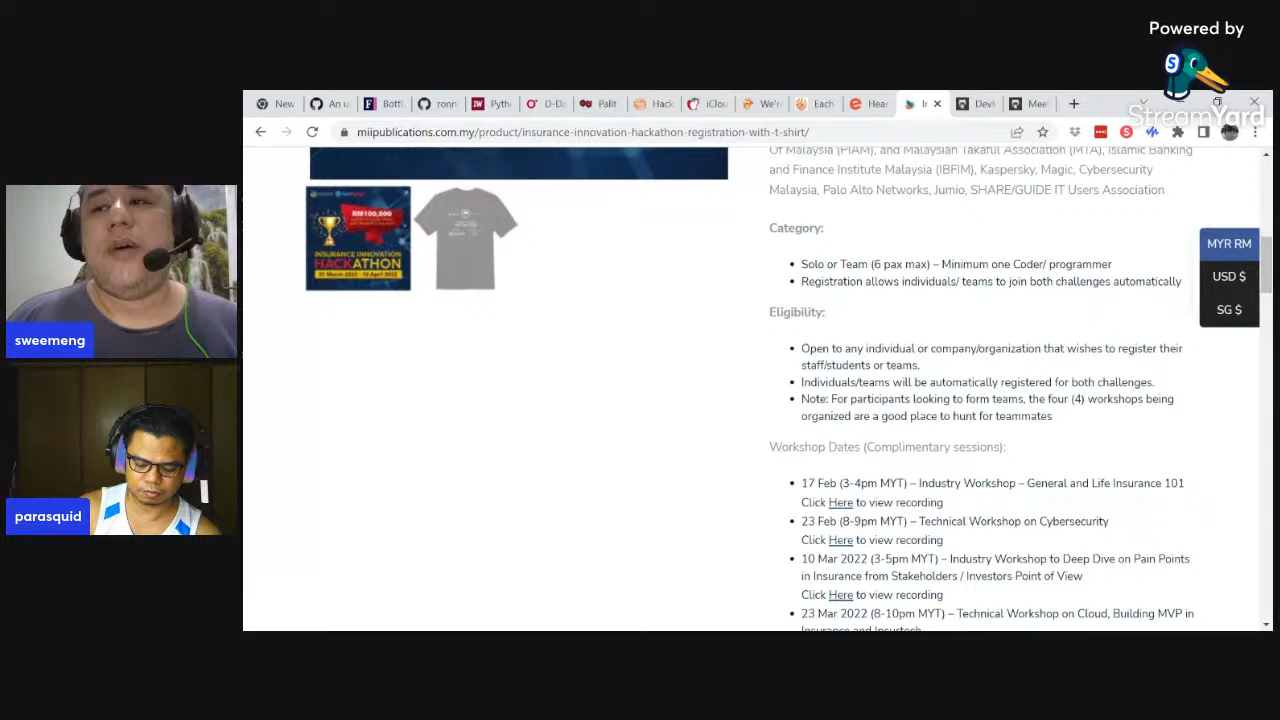 Powered by
S
StreamYard
New
An u
Bottl
ronn
Pyth
D-Da
Palit
Hack
iClou
We're
Each
Hear
In
Devl
Mee
miipublications.com.my/product/insurance-innovation-hackathon-registration-with-t-shirt/
Of Malaysia (PIAM), and Malaysian Takaful Association (MTA), Islamic Banking
and Finance Institute Malaysia (IBFIM), Kaspersky, Magic, Cybersecurity
Malaysia, Palo Alto Networks, Jumio, SHARE/GUIDE IT Users Association
RM100,000
INSURANCE INNOVATION
HACKATHON
Category:
Solo or Team (6 pax max) – Minimum one Coder/ programmer
Registration allows individuals/ teams to join both challenges automatically
MYR RM
USD $
SG $
Eligibility:
Open to any individual or company/organization that wishes to register their
staff/students or teams.
Individuals/teams will be automatically registered for both challenges.
Note: For participants looking to form teams, the four (4) workshops being
organized are a good place to hunt for teammates
Workshop Dates (Complimentary sessions):
17 Feb (3-4pm MYT) – Industry Workshop – General and Life Insurance 101
Click Here to view recording
23 Feb (8-9pm MYT) – Technical Workshop on Cybersecurity
Click Here to view recording
10 Mar 2022 (3-5pm MYT) – Industry Workshop to Deep Dive on Pain Points
in Insurance from Stakeholders / Investors Point of View
Click Here to view recording
23 Mar 2022 (8-10pm MYT) – Technical Workshop on Cloud, Building MVP in
Insurance and Insurtech
sweemeng
parasquid